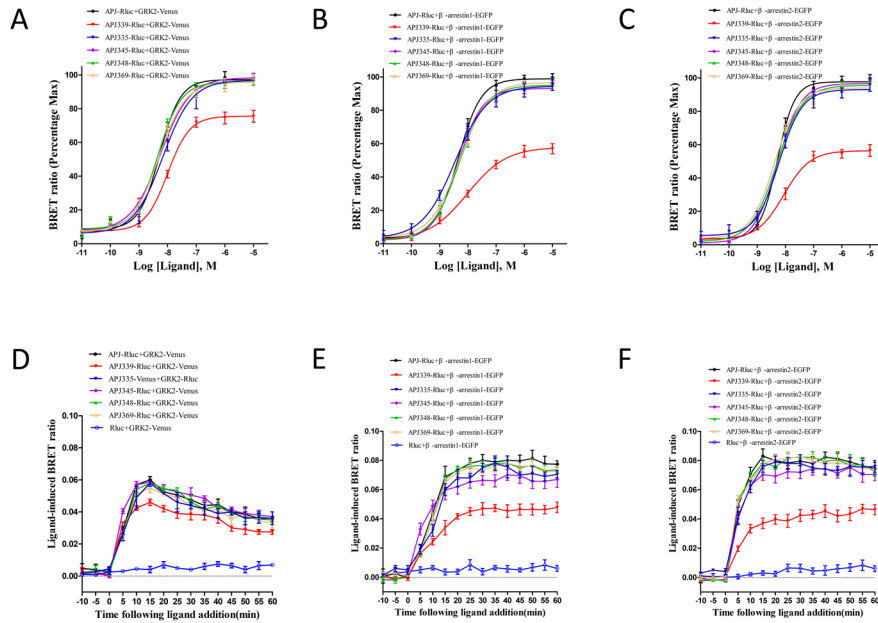 A
APJ-Rluc+GRK2-Venus
APJ339-Rluc+GRK2-Venus
APJ335-Rluc+GRK2-Venus
APJ345-Rluc+GRK2-Venus
APJ348-Rluc+GRK2-Venus
APJ369-Rluc+GRK2-Venus
BRET ratio (Percentage Max)
100
80
60
40
20
0
-11 -10 -9 -8 -7 -6 -5
Log [Ligand], M
B
APJ-Rluc+β -arrestin1-EGFP
APJ339-Rluc+β -arrestin1-EGFP
APJ335-Rluc+β -arrestin1-EGFP
APJ345-Rluc+β -arrestin1-EGFP
APJ348-Rluc+β -arrestin1-EGFP
APJ369-Rluc+β -arrestin1-EGFP
BRET ratio (Percentage Max)
100
80
60
40
20
0
-11 -10 -9 -8 -7 -6 -5
Log [Ligand], M
C
APJ-Rluc+β -arrestin2-EGFP
APJ339-Rluc+β -arrestin2-EGFP
APJ335-Rluc+β -arrestin2-EGFP
APJ345-Rluc+β -arrestin2-EGFP
APJ348-Rluc+β -arrestin2-EGFP
APJ369-Rluc+β -arrestin2-EGFP
BRET ratio (Percentage Max)
100
80
60
40
20
0
-11 -10 -9 -8 -7 -6 -5
Log [Ligand], M
D
APJ-Rluc+GRK2-Venus
APJ339-Rluc+GRK2-Venus
APJ335-Venus+GRK2-Rluc
APJ345-Rluc+GRK2-Venus
APJ348-Rluc+GRK2-Venus
APJ369-Rluc+GRK2-Venus
Rluc+GRK2-Venus
Ligand-induced BRET ratio
0.10
0.08
0.06
0.04
0.02
0.00
-10 -5 0 5 10 15 20 25 30 35 40 45 50 55 60
Time following ligand addition(min)
E
APJ-Rluc+β -arrestin1-EGFP
APJ339-Rluc+β -arrestin1-EGFP
APJ335-Rluc+β -arrestin1-EGFP
APJ345-Rluc+β -arrestin1-EGFP
APJ348-Rluc+β -arrestin1-EGFP
APJ369-Rluc+β -arrestin1-EGFP
Rluc+β -arrestin1-EGFP
Ligand-induced BRET ratio
0.10
0.08
0.06
0.04
0.02
0.00
-10 -5 0 5 10 15 20 25 30 35 40 45 50 55 60
Time following ligand addition(min)
F
APJ-Rluc+β -arrestin2-EGFP
APJ339-Rluc+β -arrestin2-EGFP
APJ335-Rluc+β -arrestin2-EGFP
APJ345-Rluc+β -arrestin2-EGFP
APJ348-Rluc+β -arrestin2-EGFP
APJ369-Rluc+β -arrestin2-EGFP
Rluc+β -arrestin2-EGFP
Ligand-induced BRET ratio
0.10
0.08
0.06
0.04
0.02
0.00
-10 -5 0 5 10 15 20 25 30 35 40 45 50 55 60
Time following ligand addition(min)